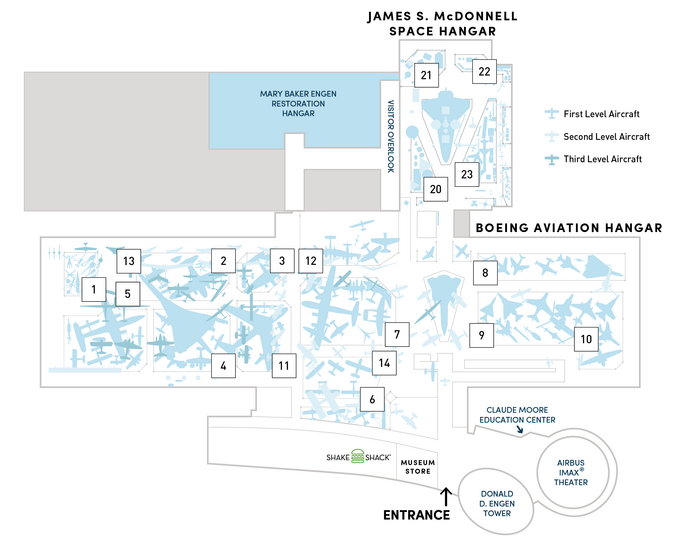 JAMES S. McDONNELL
SPACE HANGAR
21
22
MARY BAKER ENGEN
RESTORATION
HANGAR
VISITOR OVERLOOK
First Level Aircraft
Second Level Aircraft
Third Level Aircraft
23
20
BOEING AVIATION HANGAR
13
2
3
12
8
1
5
7
9
10
4
11
14
6
CLAUDE MOORE
EDUCATION CENTER
SHAKE SHACK
MUSEUM
STORE
AIRBUS
IMAX®
THEATER
DONALD
D. ENGEN
TOWER
ENTRANCE